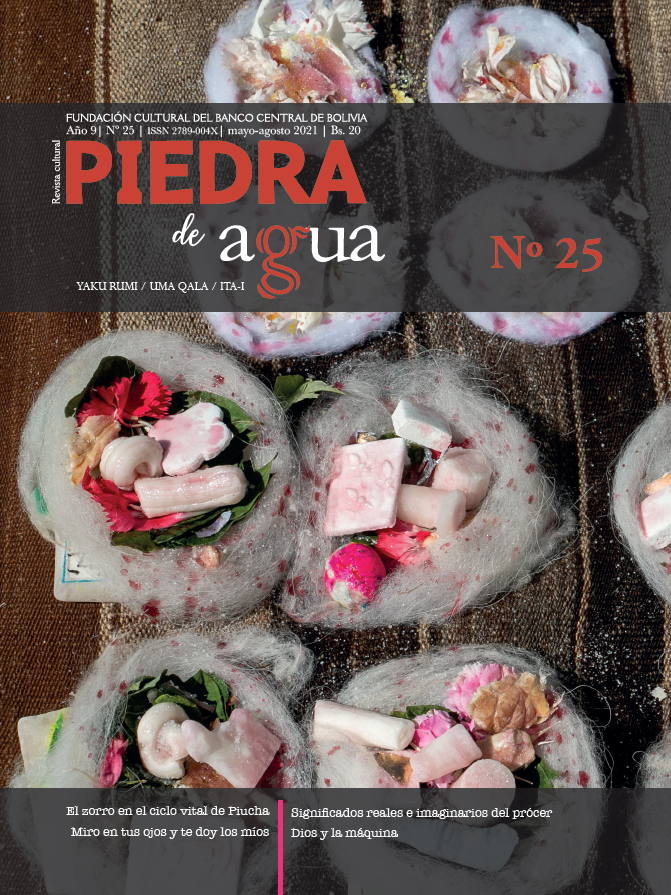 FUNDACIÓN CULTURAL DEL BANCO CENTRAL DE BOLIVIA
Año 9| Nº 25 | ISSN 2789-004X| mayo-agosto 2021 | Bs. 20
Revista cultural
PIEDRA
de agua
Nº 25
YAKU RUMI / UMA QALA / ITA-I
El zorro en el ciclo vital de Piucha
Miro en tus ojos y te doy los míos
Significados reales e imaginarios del prócer
Dios y la máquina